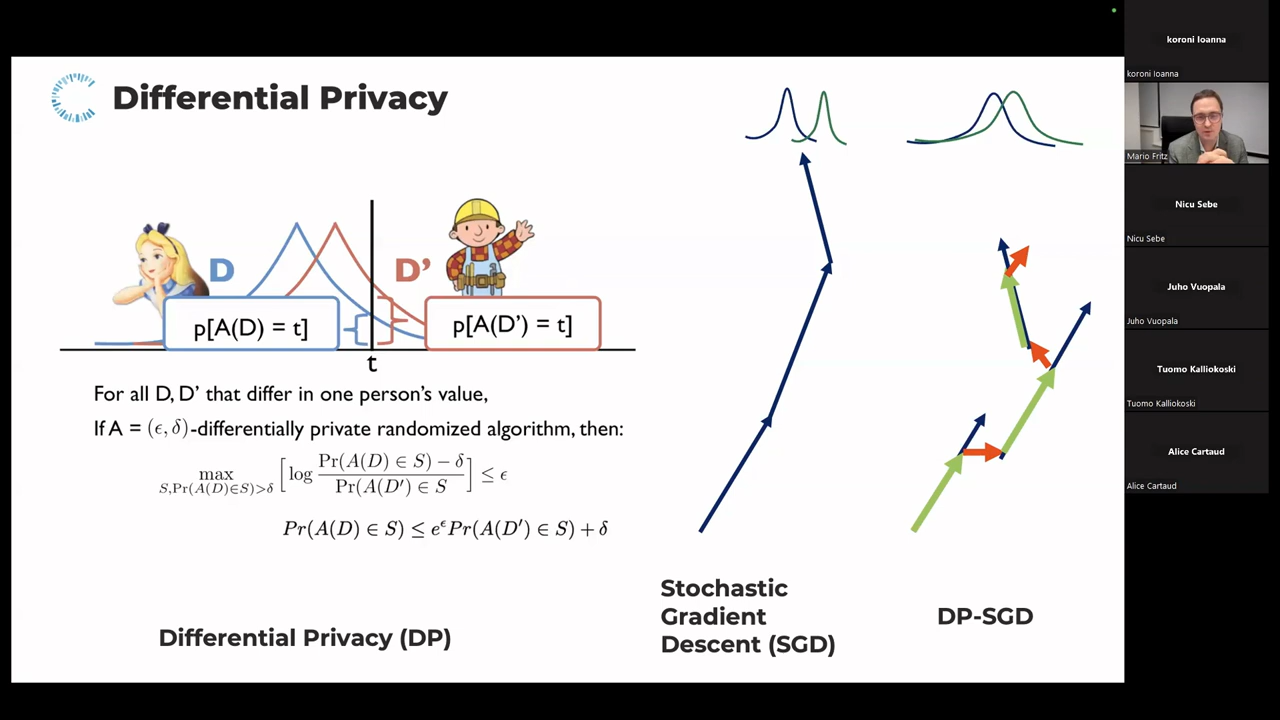 Differential Privacy
D
D'
p[A(D) = t]
p[A(D') = t]
t
For all D, D' that differ in one person's value,
If A = (ϵ, δ)-differentially private randomized algorithm, then:
max_{S,Pr(A(D)∈S)>δ} [log (Pr(A(D) ∈ S) − δ / Pr(A(D') ∈ S)] ≤ ϵ
Pr(A(D) ∈ S) ≤ e^ϵ Pr(A(D') ∈ S) + δ
Differential Privacy (DP)
Stochastic
Gradient
Descent (SGD)
DP-SGD
koroni Ioanna
koroni Ioanna
Mario Fritz
Nicu Sebe
Nicu Sebe
Juho Vuopala
Juho Vuopala
Tuomo Kalliokoski
Tuomo Kalliokoski
Alice Cartaud
Alice Cartaud